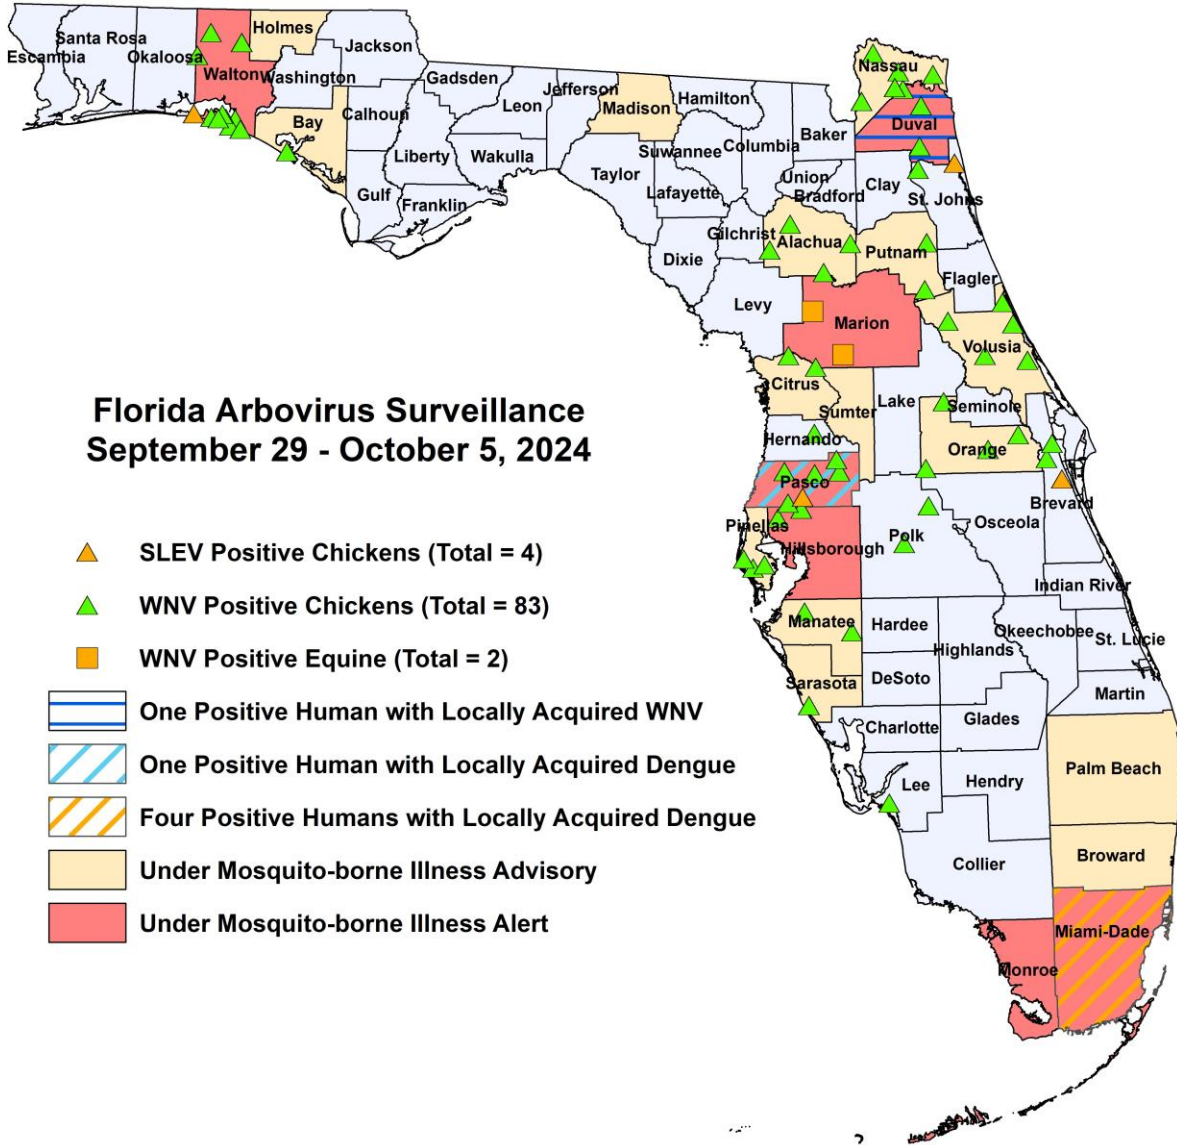 Holmes
Santa Rosa
Jackson
Escambia
Okaloosa
Walton
Washington
Gadsden
Jefferson
Leon
Madison
Hamilton
Nassau
Bay
Calhoun
Duval
Baker
Suwannee
Columbia
Liberty
Wakulla
Taylor
Union
Clay
Lafayette
Bradford
St. Johns
Gulf
Franklin
Gilchrist
Alachua
Putnam
Dixie
Flagler
Levy
Marion
Volusia
Citrus
Lake
Seminole
Sumter
Florida Arbovirus Surveillance
September 29 - October 5, 2024
Hernando
Orange
Pasco
Brevard
Osceola
Pinellas
Polk
Hillsborough
SLEV Positive Chickens (Total = 4)
Indian River
WNV Positive Chickens (Total = 83)
Manatee
Hardee
Okeechobee
St. Lucie
Highlands
WNV Positive Equine (Total = 2)
DeSoto
Sarasota
Martin
One Positive Human with Locally Acquired WNV
Glades
Charlotte
One Positive Human with Locally Acquired Dengue
Palm Beach
Lee
Hendry
Four Positive Humans with Locally Acquired Dengue
Broward
Collier
Under Mosquito-borne Illness Advisory
Under Mosquito-borne Illness Alert
Miami-Dade
Monroe